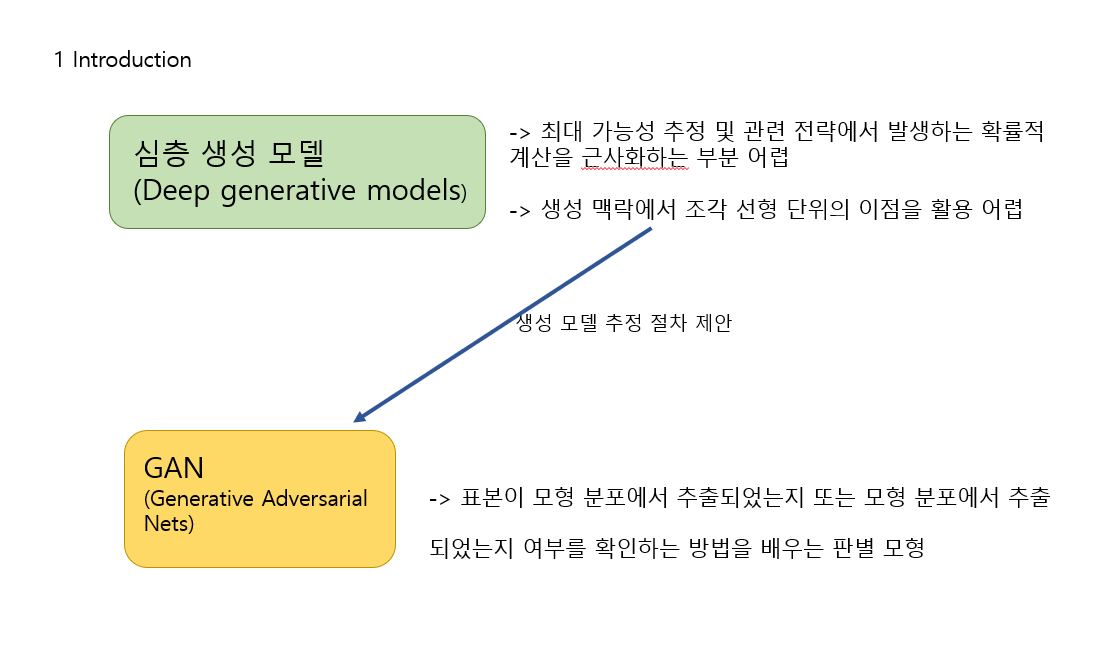 1 Introduction
심층 생성 모델
(Deep generative models)
-> 최대 가능성 추정 및 관련 전략에서 발생하는 확률적
계산을 근사화하는 부분 어렵
-> 생성 맥락에서 조각 선형 단위의 이점을 활용 어렵
생성 모델 추정 절차 제안
GAN
(Generative Adversarial
Nets)
-> 표본이 모형 분포에서 추출되었는지 또는 모형 분포에서 추출
되었는지 여부를 확인하는 방법을 배우는 판별 모형